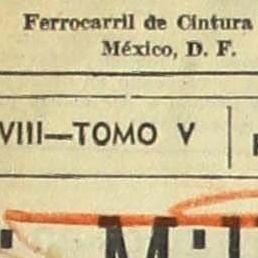 Ferrocarril de Cintura
México, D. F.
VIII—TOMO V